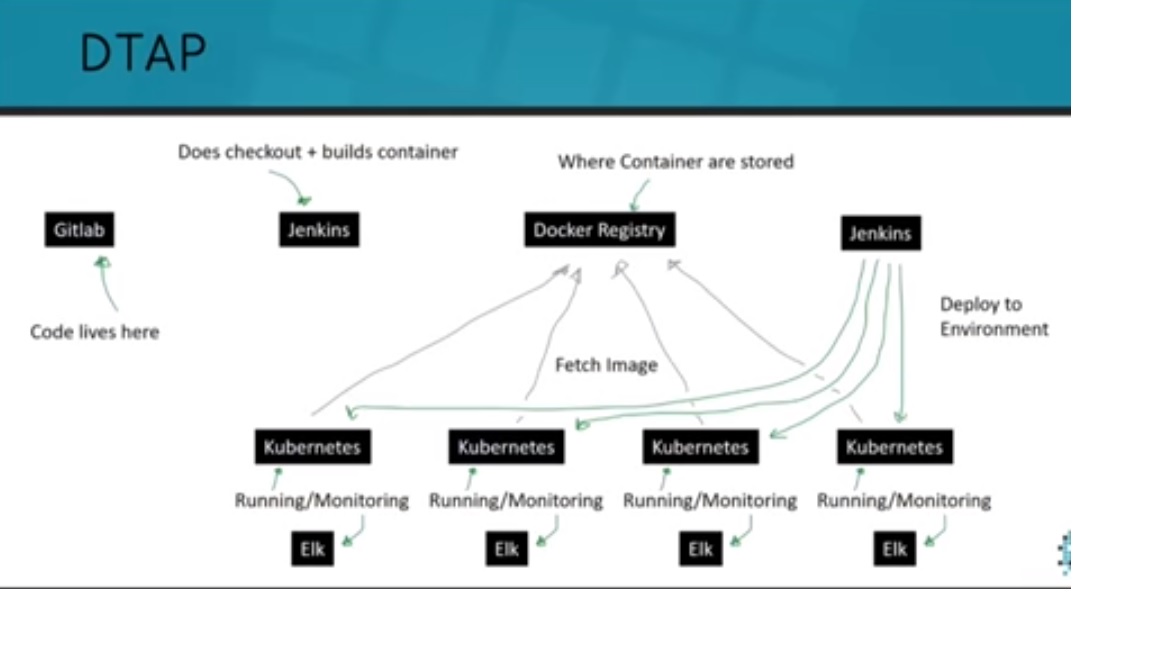 DTAP
Does checkout + builds container
Where Container are stored
Gitlab
Jenkins
Docker Registry
Jenkins
Code lives here
Deploy to
Environment
Fetch Image
Kubernetes
Kubernetes
Kubernetes
Kubernetes
Running/Monitoring
Running/Monitoring
Running/Monitoring
Running/Monitoring
Elk
Elk
Elk
Elk